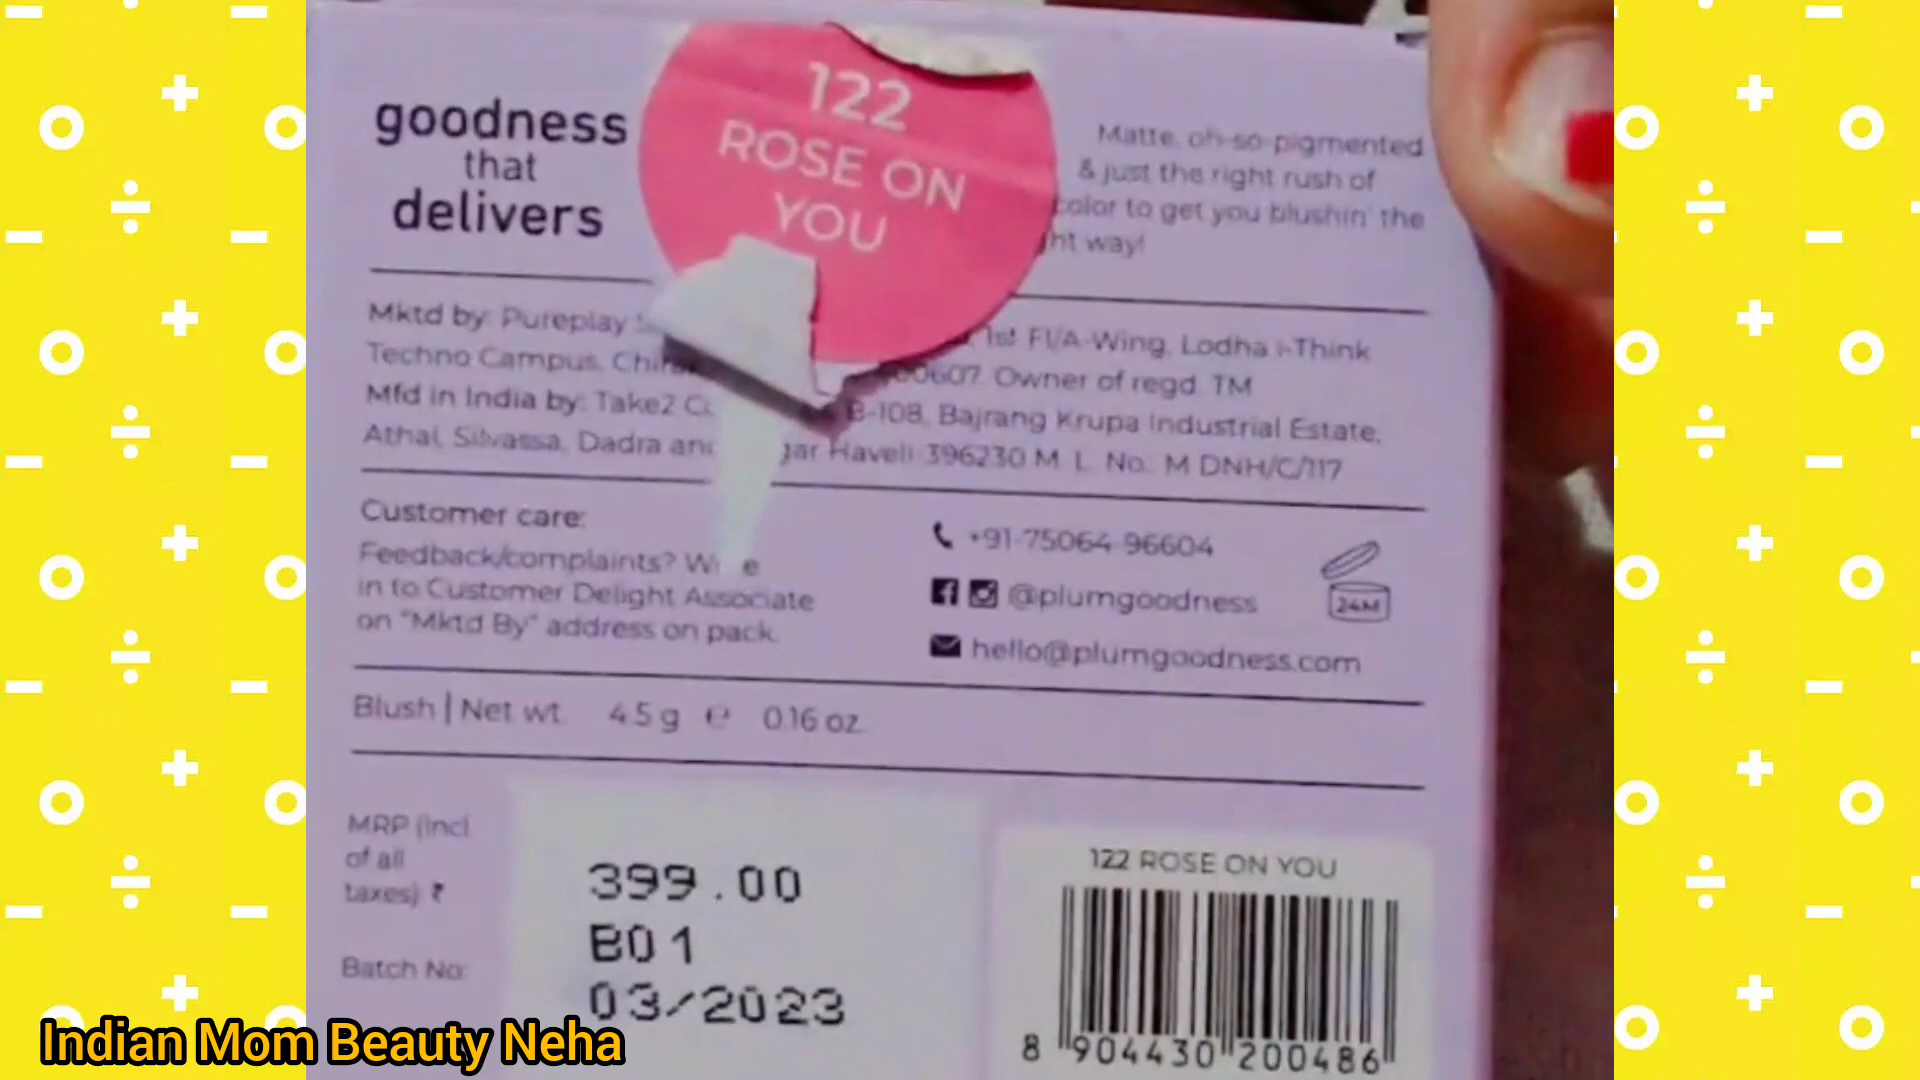 122
ROSE ON
YOU
goodness
that
delivers
Matte, oh-so-pigmented
& just the right rush of
color to get you blushin' the
ht way!
Mktd by: Pureplay 1st Fl/A-Wing, Lodha i-Think
Techno Campus, 00607. Owner of regd. TM
Mfd in India by: Take2 B-108, Bajrang Krupa Industrial Estate,
Athal, Silvassa, Dadra Haveli 396230 M. L. No.: M DNH/C/117
Customer care:
Feedback/complaints?
in to Customer Delight Associate
on "Mktd By" address on pack.
+91-75064-96604
@plumgoodness
hello@plumgoodness.com
24M
Blush | Net wt. 4.5 g e 0.16 oz.
MRP (incl.
of all
taxes) ₹
399.00
Batch No:
B01
03/2023
122 ROSE ON YOU
8 904430 200486
Indian Mom Beauty Neha